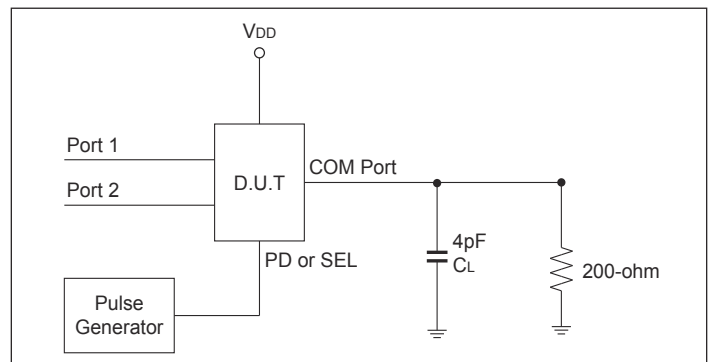 VDD
Port 1
Port 2
D.U.T
COM Port
4pF
CL
200-ohm
PD or SEL
Pulse
Generator